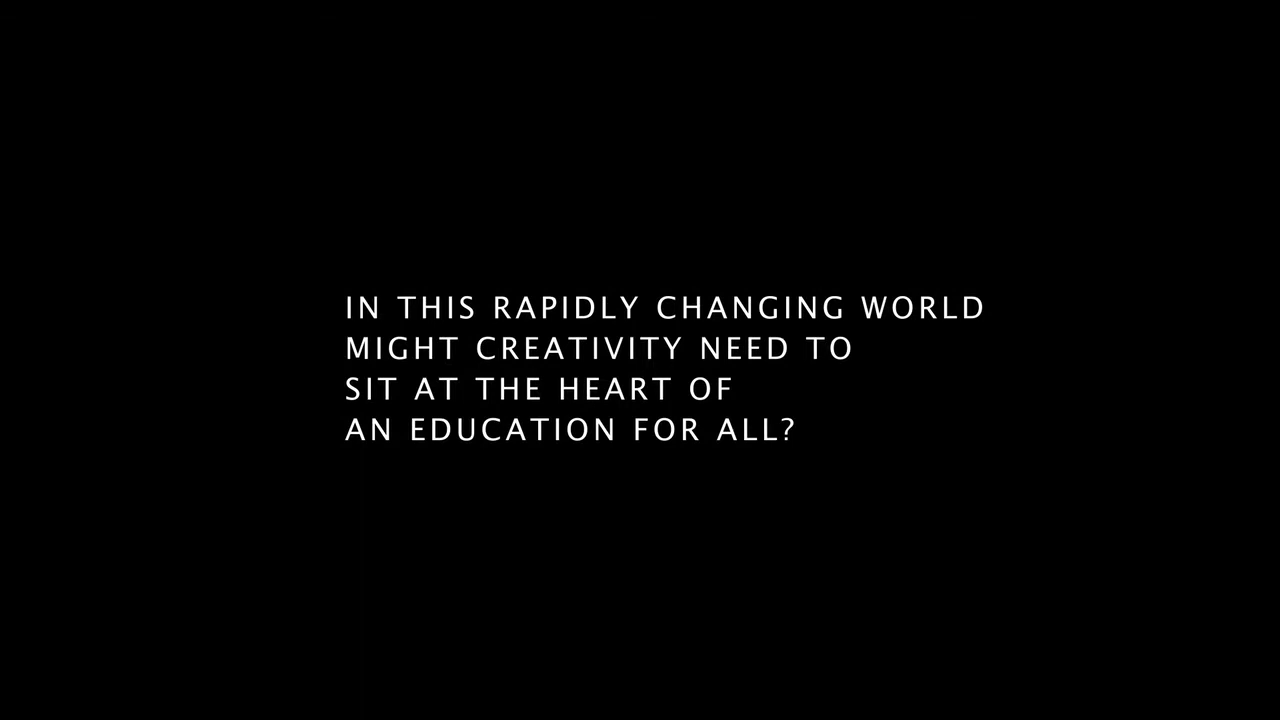 IN THIS RAPIDLY CHANGING WORLD
MIGHT CREATIVITY NEED TO
SIT AT THE HEART OF
AN EDUCATION FOR ALL?